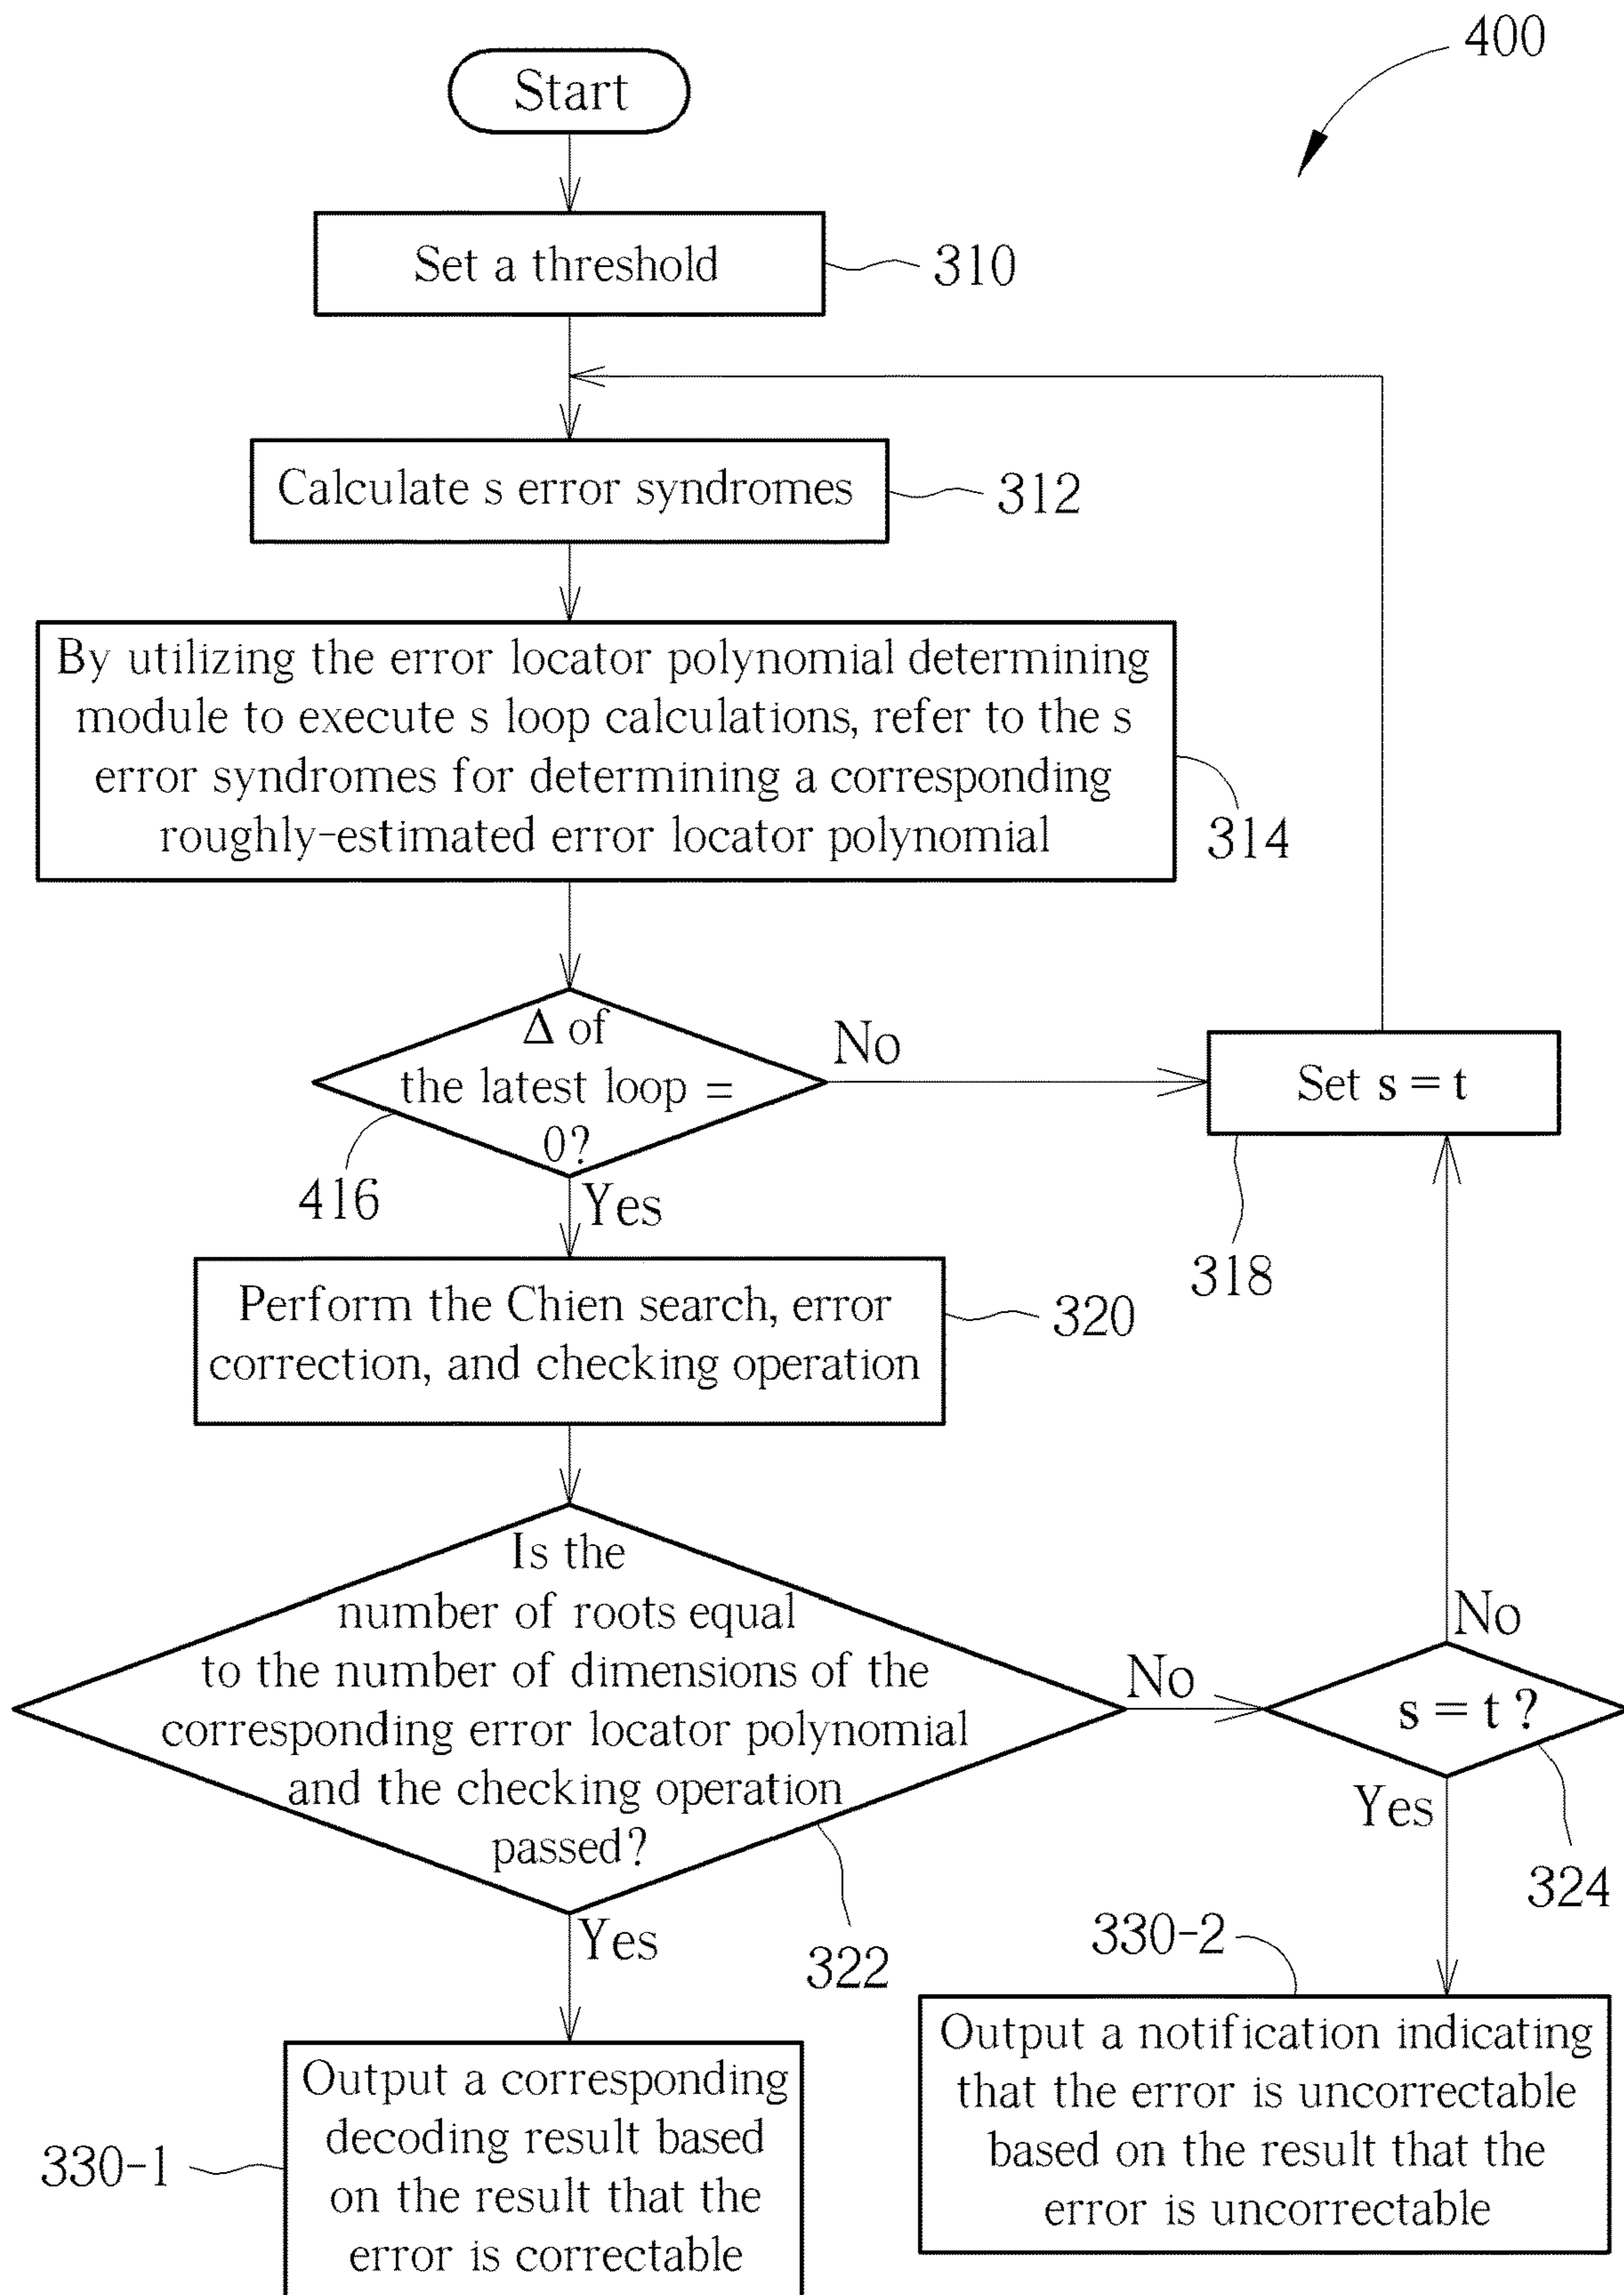 400
Start
Set a threshold
310
Calculate s error syndromes
312
By utilizing the error locator polynomial determining
module to execute s loop calculations, refer to the s
error syndromes for determining a corresponding
roughly-estimated error locator polynomial
314
Δ of
the latest loop =
0?
416
No
Yes
Set s = t
318
Perform the Chien search, error
correction, and checking operation
320
Is the
number of roots equal
to the number of dimensions of the
corresponding error locator polynomial
and the checking operation
passed?
322
No
Yes
s = t ?
324
No
Yes
330-1
Output a corresponding
decoding result based
on the result that the
error is correctable
330-2
Output a notification indicating
that the error is uncorrectable
based on the result that the
error is uncorrectable